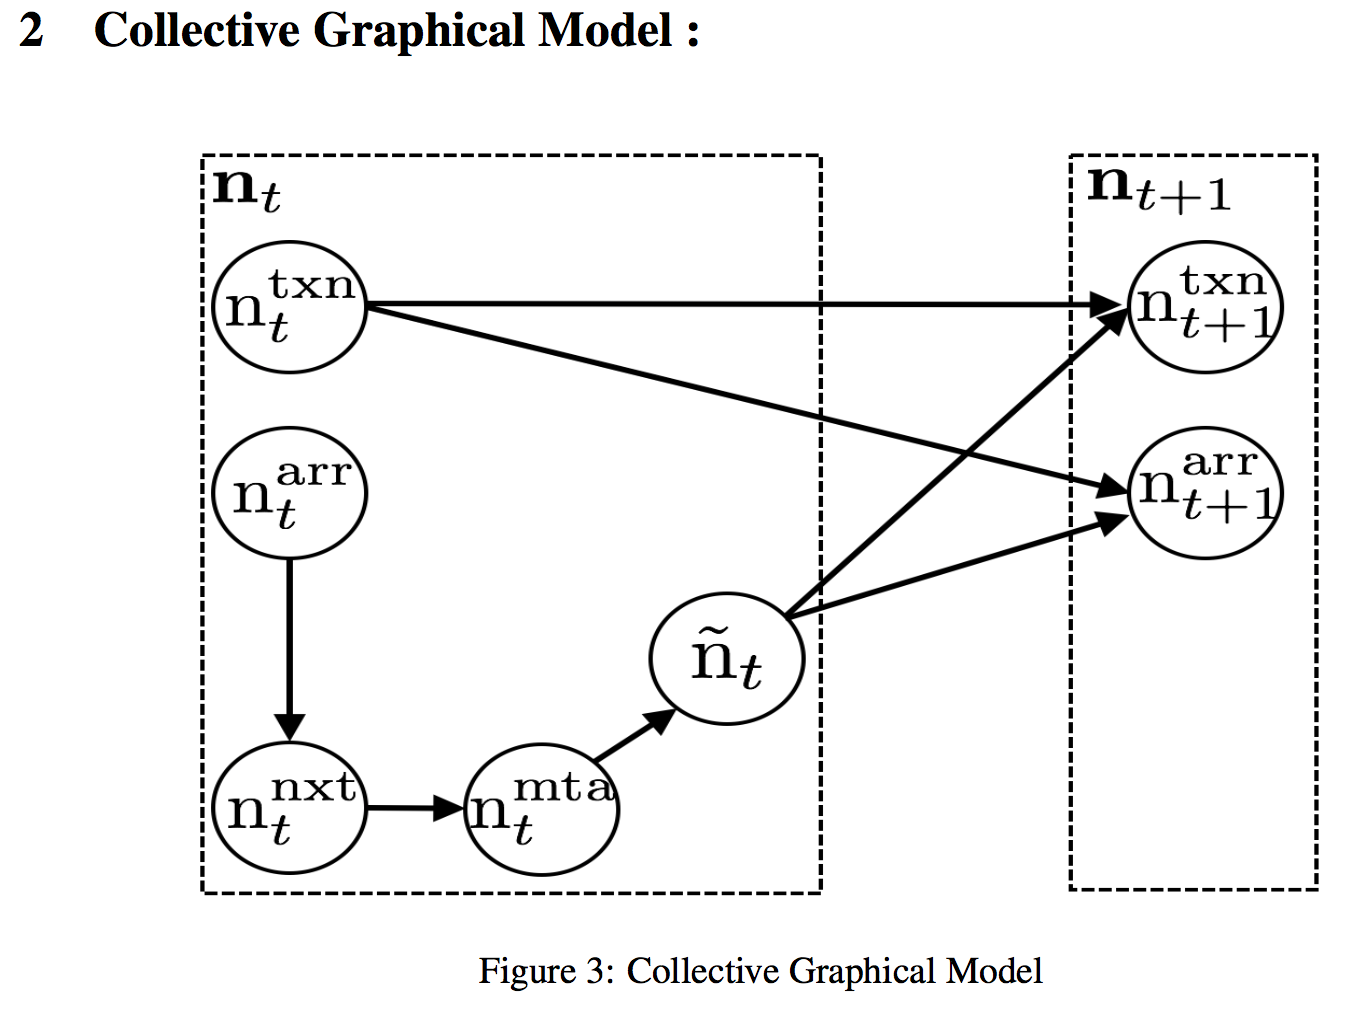 2 Collective Graphical Model :
n_t
n_{t+1}
n_t^{txn}
n_{t+1}^{txn}
n_t^{arr}
n_{t+1}^{arr}
ñ_t
n_t^{nxt}
n_t^{mta}
Figure 3: Collective Graphical Model